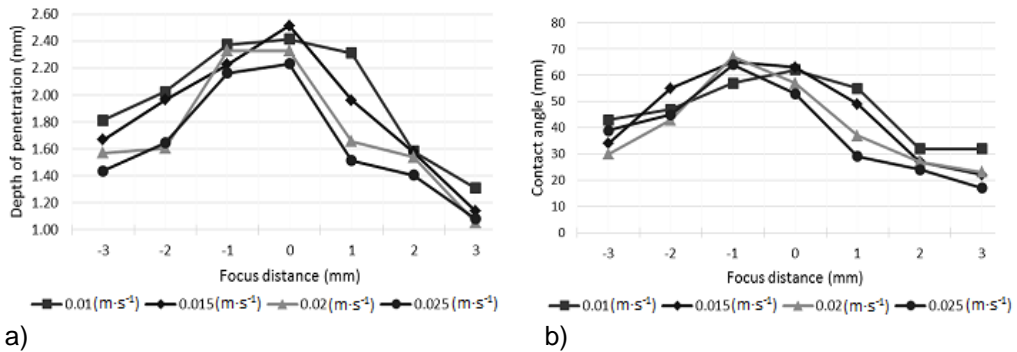 2.60
2.40
2.20
2.00
1.80
1.60
1.40
1.20
1.00
Depth of penetration (mm)
-3 -2 -1 0 1 2 3
Focus distance (mm)
0.01 (m·s⁻¹) 0.015 (m·s⁻¹) 0.02 (m·s⁻¹) 0.025 (m·s⁻¹)
a)
80
70
60
50
40
30
20
10
0
Contact angle (mm)
-3 -2 -1 0 1 2 3
Focus distance (mm)
0.01 (m·s⁻¹) 0.015 (m·s⁻¹) 0.02 (m·s⁻¹) 0.025 (m·s⁻¹)
b)